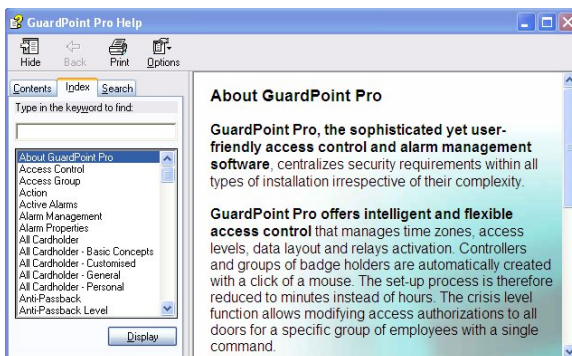 GuardPoint Pro Help
Hide Back Print Options
Contents Index Search
Type in the keyword to find:
About GuardPoint Pro
Access Control
Access Group
Action
Active Alarms
Alarm Management
Alarm Properties
All Cardholder
All Cardholder - Basic Concepts
All Cardholder - Customised
All Cardholder - General
All Cardholder - Personal
Anti-Passback
Anti-Passback Level
Display
About GuardPoint Pro
GuardPoint Pro, the sophisticated yet user-
friendly access control and alarm management
software, centralizes security requirements within all
types of installation irrespective of their complexity.
GuardPoint Pro offers intelligent and flexible
access control that manages time zones, access
levels, data layout and relays activation. Controllers
and groups of badge holders are automatically created
with a click of a mouse. The set-up process is therefore
reduced to minutes instead of hours. The crisis level
function allows modifying access authorizations to all
doors for a specific group of employees with a single
command.